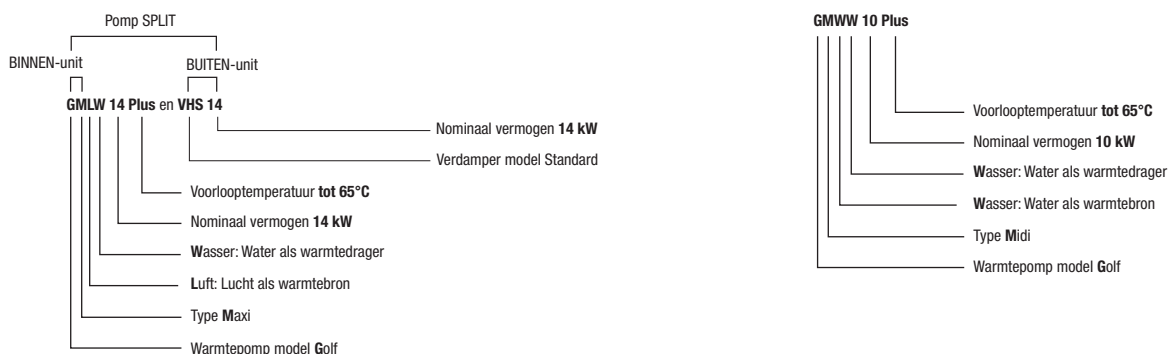 Pomp SPLIT
BINNEN-unit
BUITEN-unit
GMLW 14 Plus en VHS 14
Nominaal vermogen 14 kW
Verdamper model Standard
Voorlooptemperatuur tot 65°C
Nominaal vermogen 14 kW
Wasser: Water als warmtedrager
Luft: Lucht als warmtebron
Type Maxi
Warmtepomp model Golf
GMWW 10 Plus
Voorlooptemperatuur tot 65°C
Nominaal vermogen 10 kW
Wasser: Water als warmtedrager
Wasser: Water als warmtebron
Type Midi
Warmtepomp model Golf